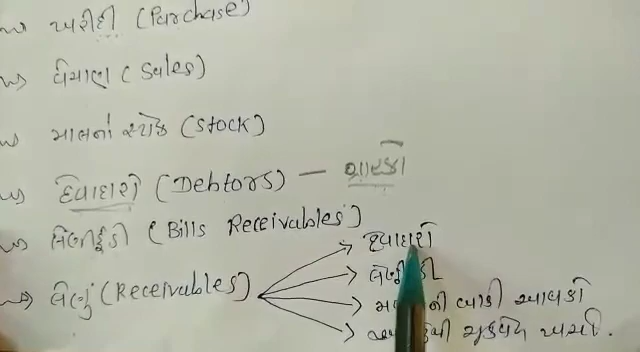 ખરીદી (Purchase)
વેચાણ (Sales)
માલનો સ્ટોક (Stock)
દેવાદારો (Debtors) — ગ્રાહકો
લેણીહૂંડી (Bills Receivables)
લેણું (Receivables)
દેવાદારો
બાકી આવકો
ચૂકવેલ ખર્ચા.